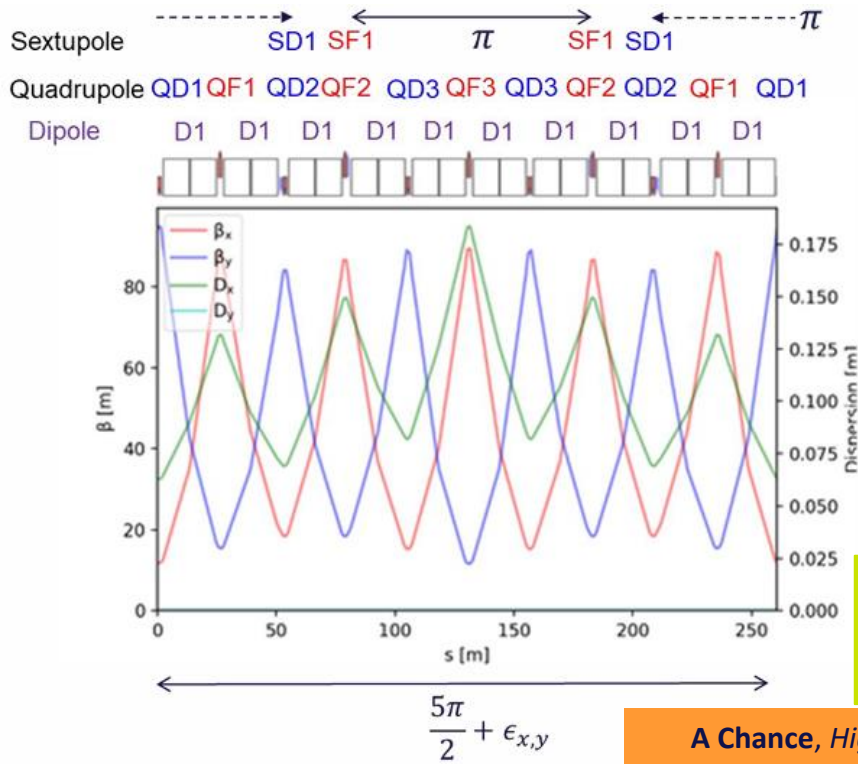 π
Sextupole SD1 SF1 π SF1 SD1
Quadrupole QD1 QF1 QD2 QF2 QD3 QF3 QD3 QF2 QD2 QF1 QD1
Dipole D1 D1 D1 D1 D1 D1 D1 D1 D1 D1
βx
βy
Dx
Dy
β [m]
80
60
40
20
0
0.175
0.150
0.125
0.100
0.075
0.050
0.025
0.000
Dispersion [m]
0 50 100 150 200 250
s [m]
5π/2 + ϵx,y
A Chance,